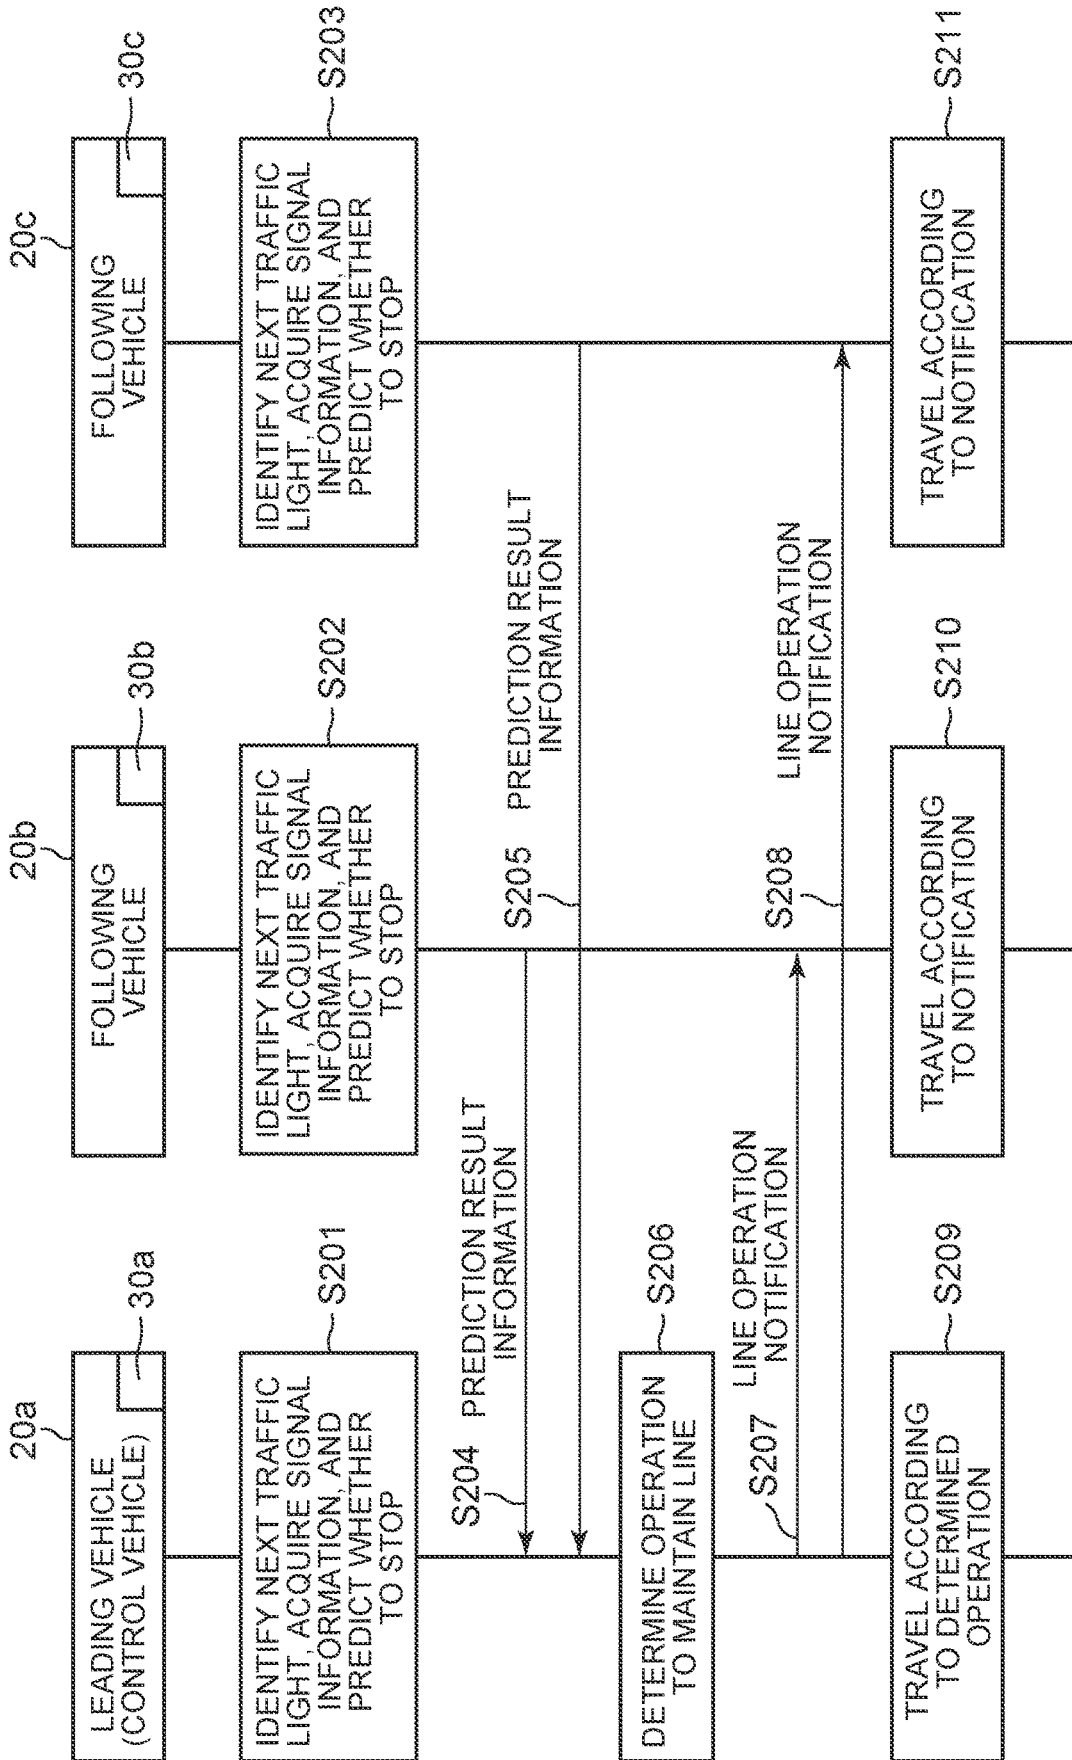 20a
LEADING VEHICLE
(CONTROL VEHICLE)
30a
20b
FOLLOWING
VEHICLE
30b
20c
FOLLOWING
VEHICLE
30c
IDENTIFY NEXT TRAFFIC
LIGHT, ACQUIRE SIGNAL
INFORMATION, AND
PREDICT WHETHER
TO STOP
S201
IDENTIFY NEXT TRAFFIC
LIGHT, ACQUIRE SIGNAL
INFORMATION, AND
PREDICT WHETHER
TO STOP
S202
IDENTIFY NEXT TRAFFIC
LIGHT, ACQUIRE SIGNAL
INFORMATION, AND
PREDICT WHETHER
TO STOP
S203
S204
PREDICTION RESULT
INFORMATION
S205
PREDICTION RESULT
INFORMATION
DETERMINE OPERATION
TO MAINTAIN LINE
S206
S207
LINE OPERATION
NOTIFICATION
S208
LINE OPERATION
NOTIFICATION
TRAVEL ACCORDING
TO DETERMINED
OPERATION
S209
TRAVEL ACCORDING
TO NOTIFICATION
S210
TRAVEL ACCORDING
TO NOTIFICATION
S211